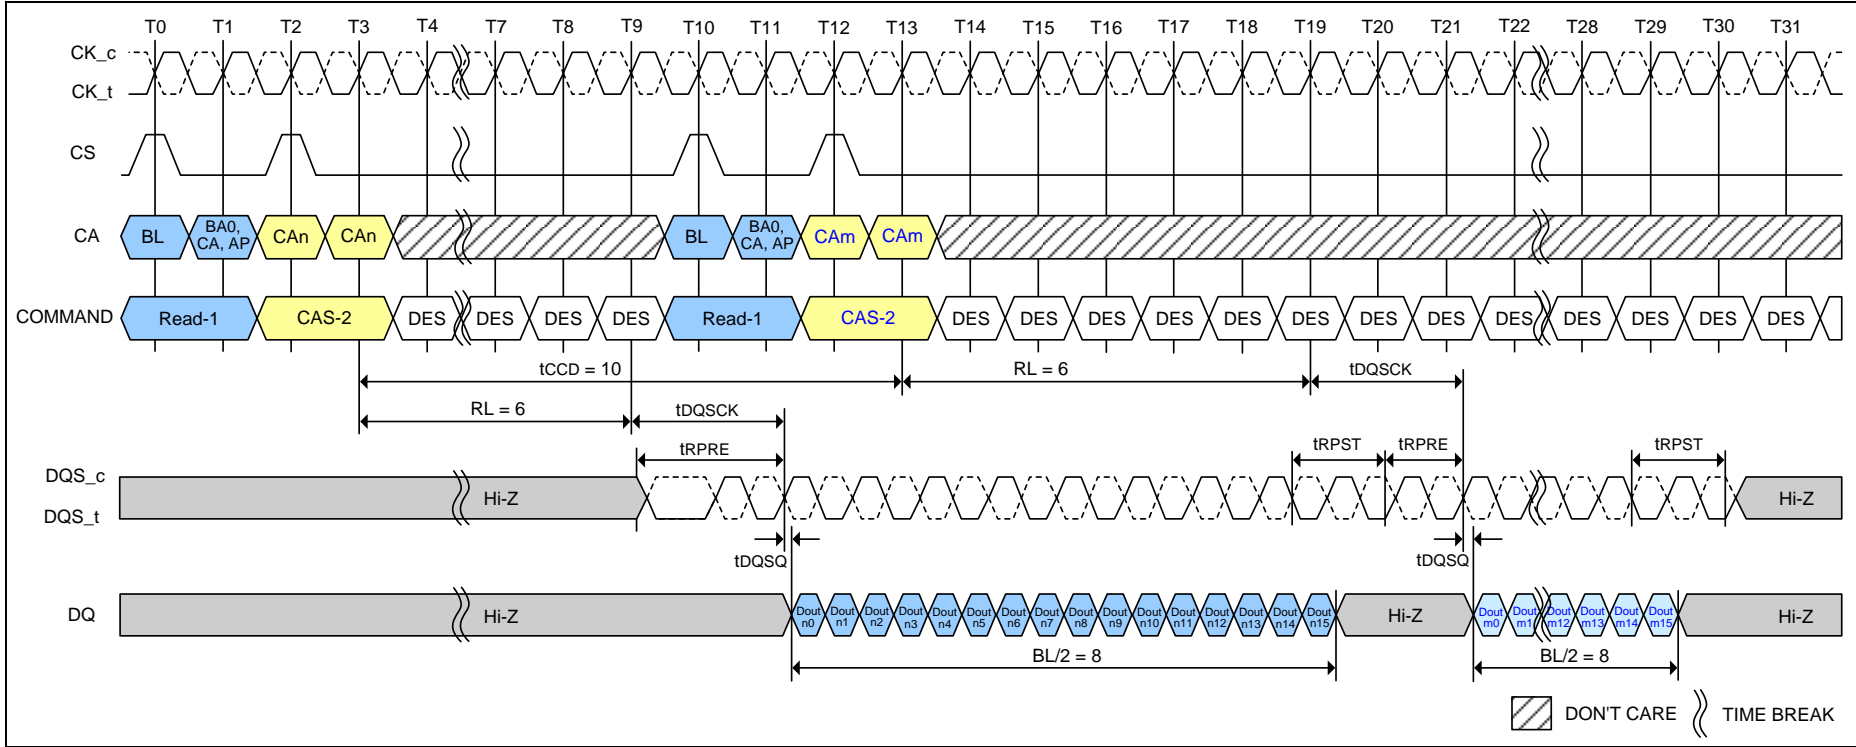 T0 T1 T2 T3 T4 T7 T8 T9 T10 T11 T12 T13 T14 T15 T16 T17 T18 T19 T20 T21 T22 T28 T29 T30 T31
CK_c
CK_t
CS
CA BL BA0, CA, AP CAn CAn BL BA0, CA, AP CAm CAm
COMMAND Read-1 CAS-2 DES DES DES DES Read-1 CAS-2 DES DES DES DES DES DES DES DES DES DES DES DES DES
tCCD = 10 RL = 6 tDQSCK
RL = 6 tDQSCK
tRPRE tRPST tRPRE tRPST
DQS_c
DQS_t
Hi-Z Hi-Z
tDQSQ tDQSQ
DQ Hi-Z Dout n0 Dout n1 Dout n2 Dout n3 Dout n4 Dout n5 Dout n6 Dout n7 Dout n8 Dout n9 Dout n10 Dout n11 Dout n12 Dout n13 Dout n14 Dout n15 Hi-Z Dout m0 Dout m1 Dout m12 Dout m13 Dout m14 Dout m15 Hi-Z
BL/2 = 8 BL/2 = 8
DON'T CARE TIME BREAK